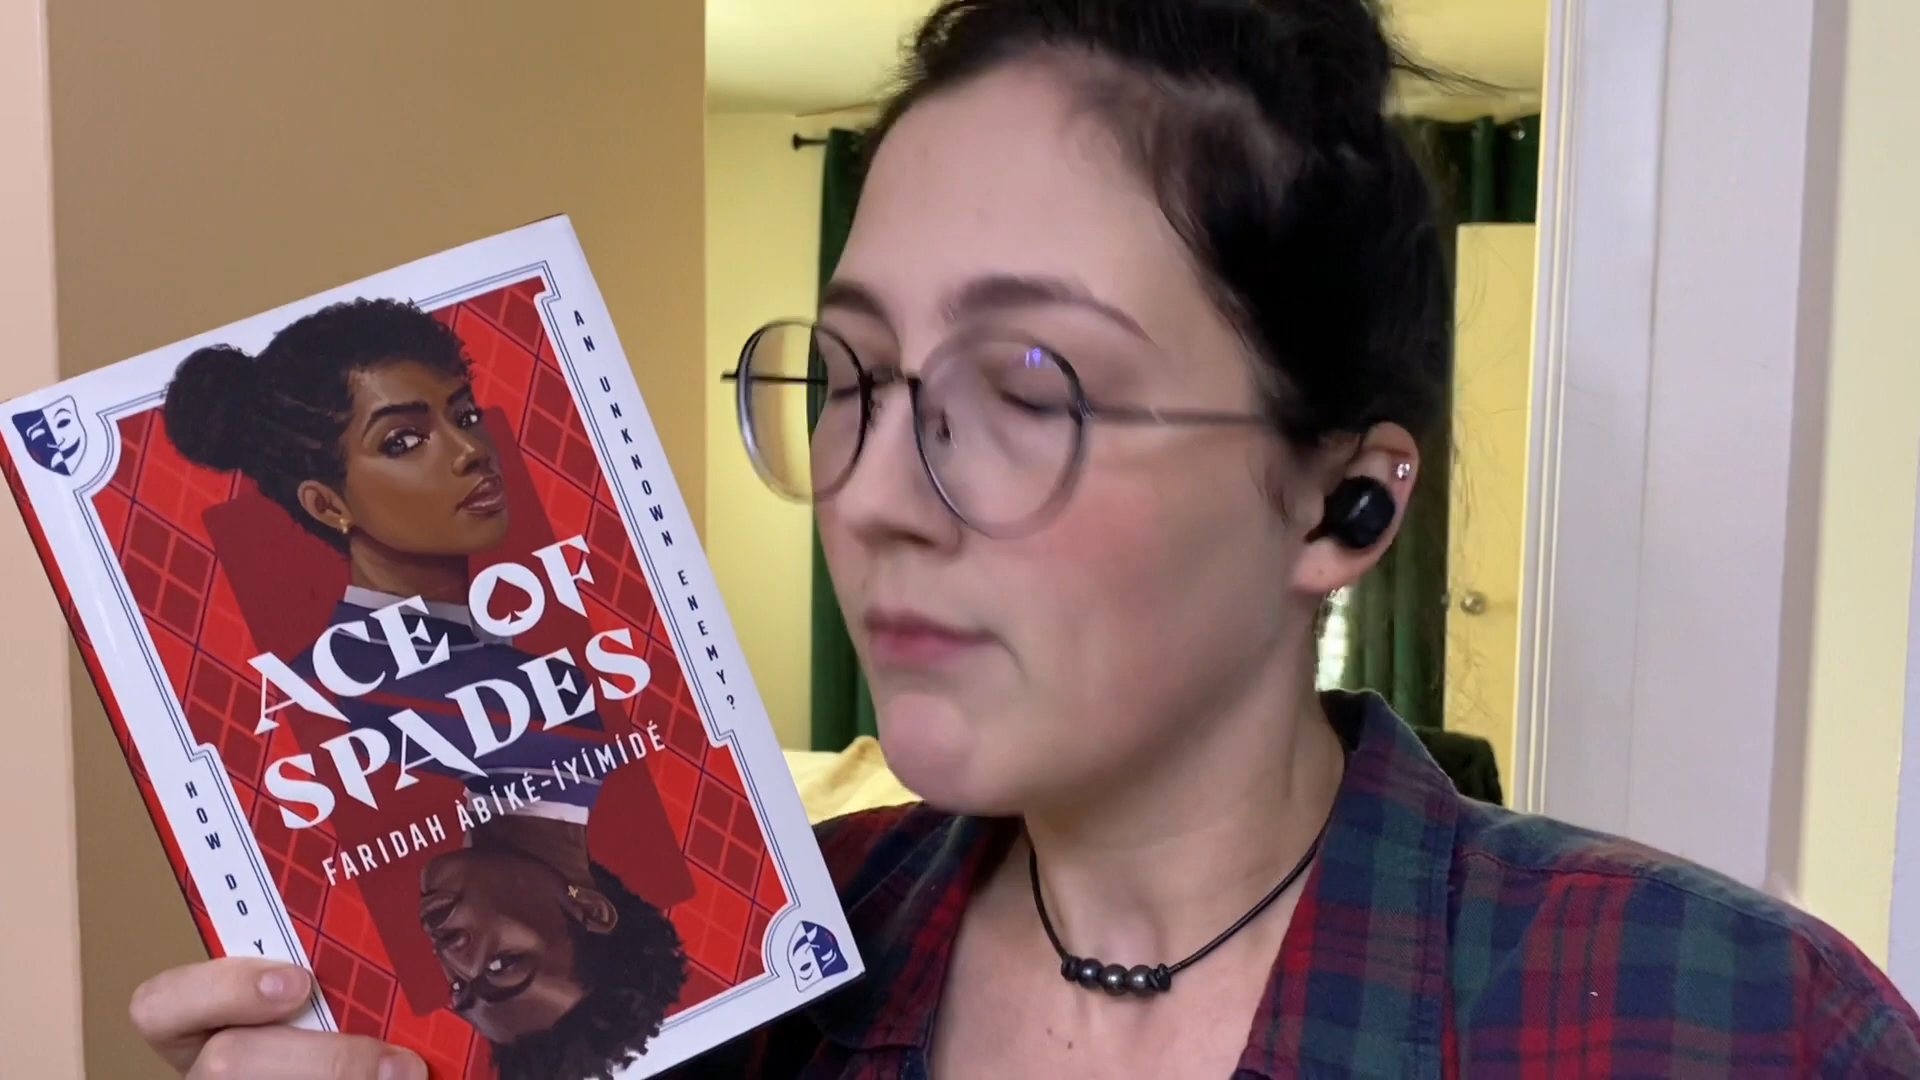 AN UNKNOWN ENEMY?
ACE OF
SPADES
FARIDAH ÀBÍKÉ-ÍYÍMÍDÉ
HOW DO Y